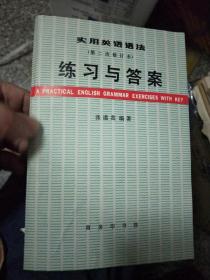 实用英语语法
(第二次修订本)
练习与答案
A PRACTICAL ENGLISH GRAMMAR EXERCISES WITH KEY
张道真 编著
商务印书馆